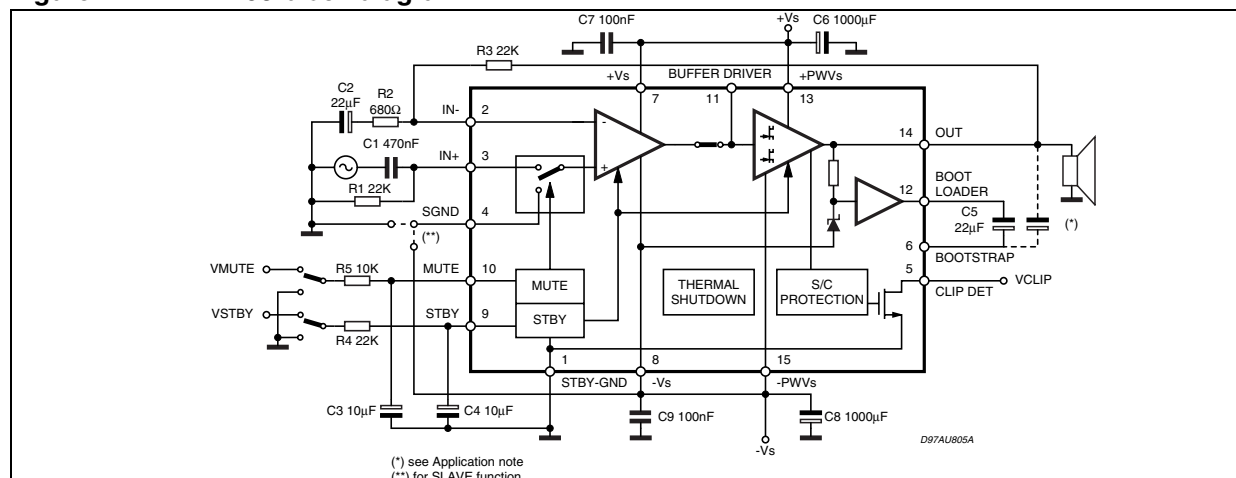 C7 100nF
+Vs
C6 1000μF
R3 22K
+Vs
BUFFER DRIVER
+PWVs
C2
22μF
R2
680Ω
IN-
2
7
11
13
-
14
OUT
C1 470nF
IN+
3
+
R1 22K
SGND
4
(**)
12
BOOT
LOADER
C5
22μF
(*)
6
BOOTSTRAP
VMUTE
R5 10K
MUTE
10
MUTE
THERMAL
SHUTDOWN
S/C
PROTECTION
5
CLIP DET
VCLIP
VSTBY
R4 22K
STBY
9
STBY
1
8
15
STBY-GND
-Vs
-PWVs
C3 10μF
C4 10μF
C9 100nF
C8 1000μF
-Vs
D97AU805A
(*) see Application note
(**) for SLAVE function